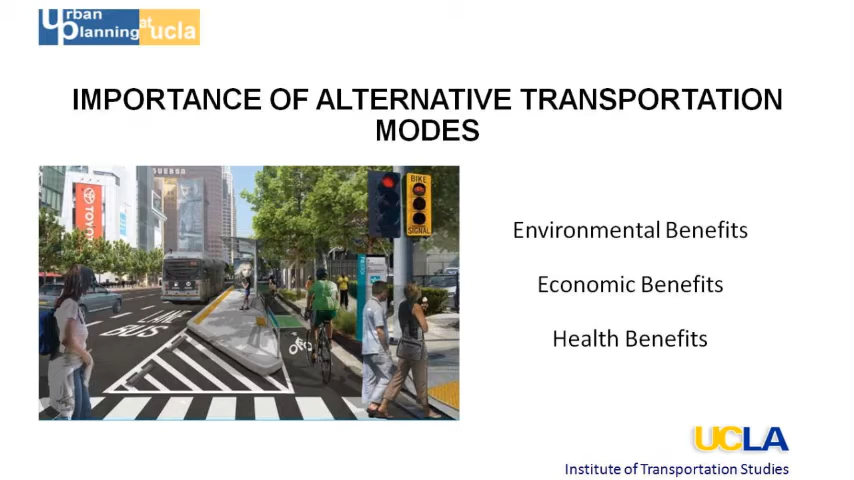 Urban
Planning at ucla
IMPORTANCE OF ALTERNATIVE TRANSPORTATION
MODES
TOYOTA
BIKE
SIGNAL
LANE
BUS
Environmental Benefits
Economic Benefits
Health Benefits
UCLA
Institute of Transportation Studies